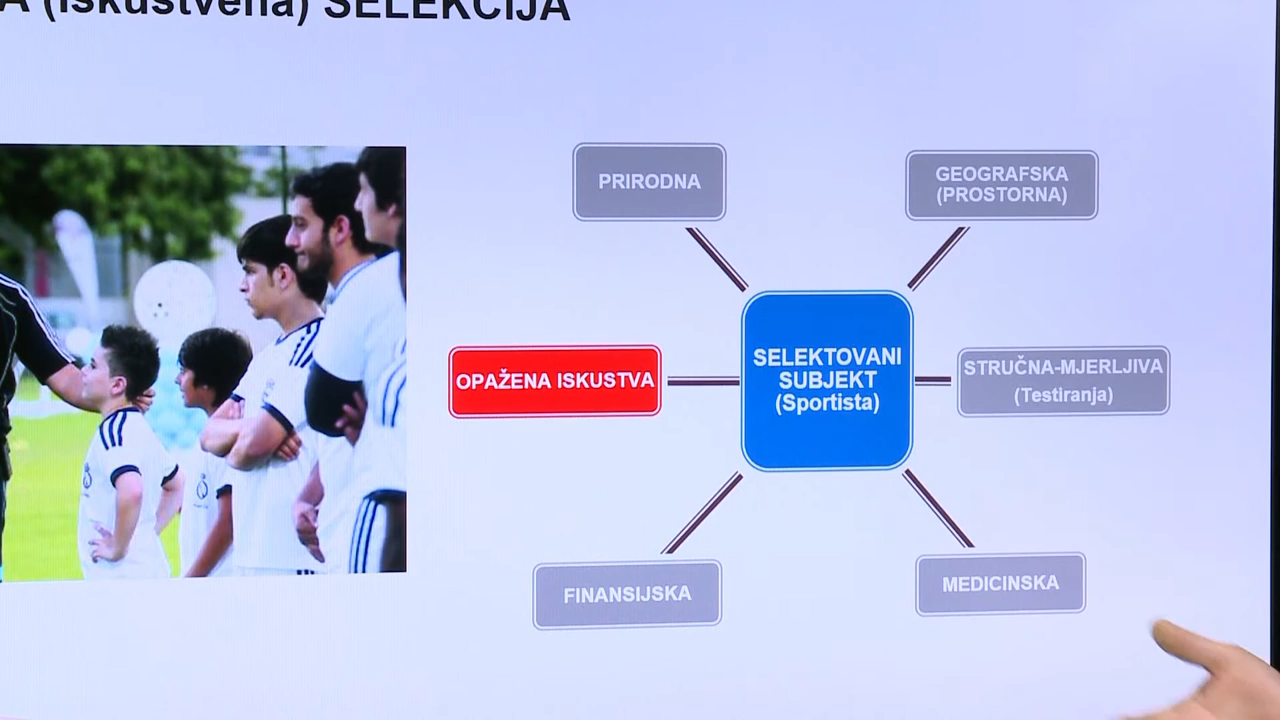 A (iskustvena) SELEKCIJA
PRIRODNA
GEOGRAFSKA
(PROSTORNA)
OPAŽENA ISKUSTVA
SELEKTOVANI
SUBJEKT
(Sportista)
STRUČNA-MJERLJIVA
(Testiranja)
FINANSIJSKA
MEDICINSKA